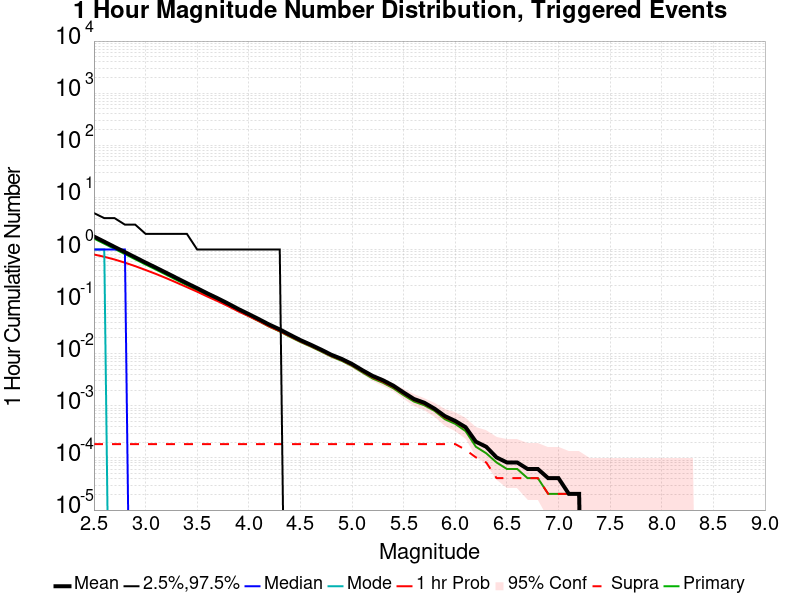 1 Hour Magnitude Number Distribution, Triggered Events
10^4
10^3
10^2
10^1
10^0
10^-1
10^-2
10^-3
10^-4
10^-5
1 Hour Cumulative Number
2.5 3.0 3.5 4.0 4.5 5.0 5.5 6.0 6.5 7.0 7.5 8.0 8.5 9.0
Magnitude
Mean 2.5%,97.5% Median Mode 1 hr Prob 95% Conf Supra Primary